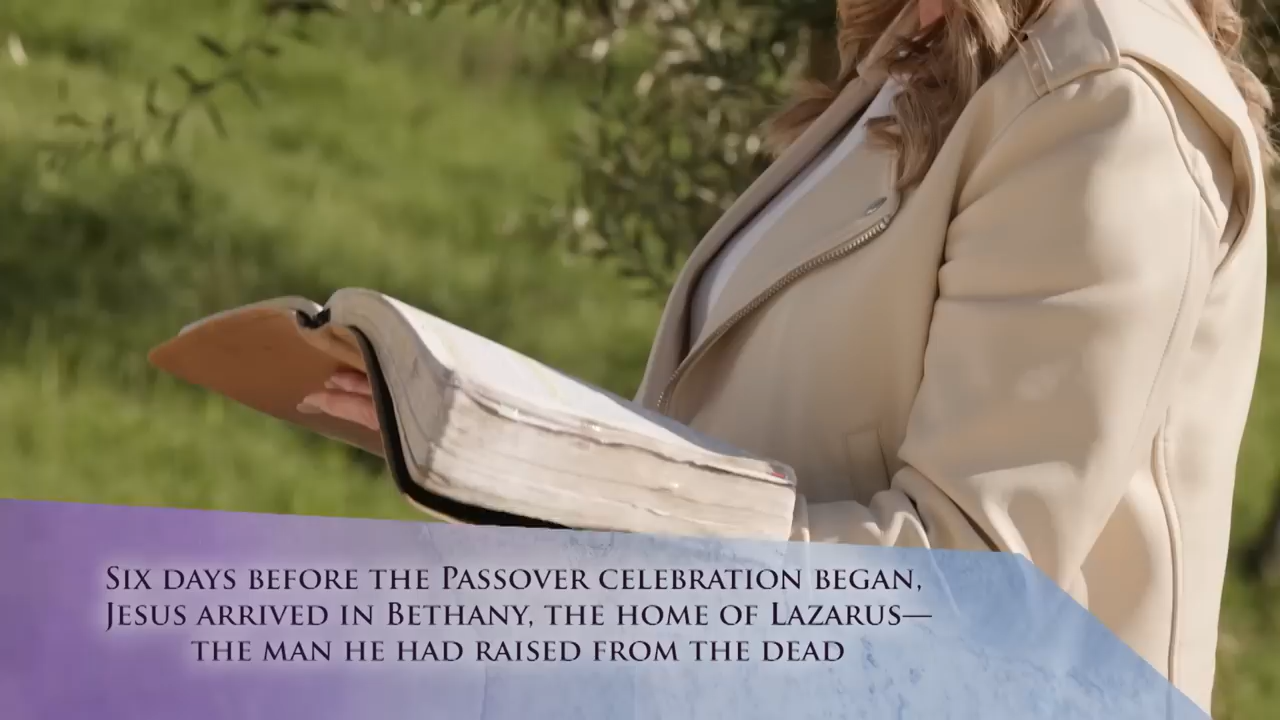 Six days before the Passover celebration began,
Jesus arrived in Bethany, the home of Lazarus—
the man he had raised from the dead